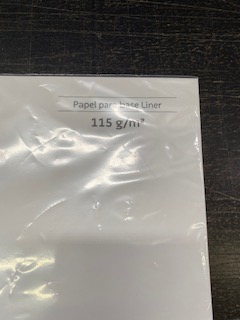 Papel para base Liner
115 g/m²